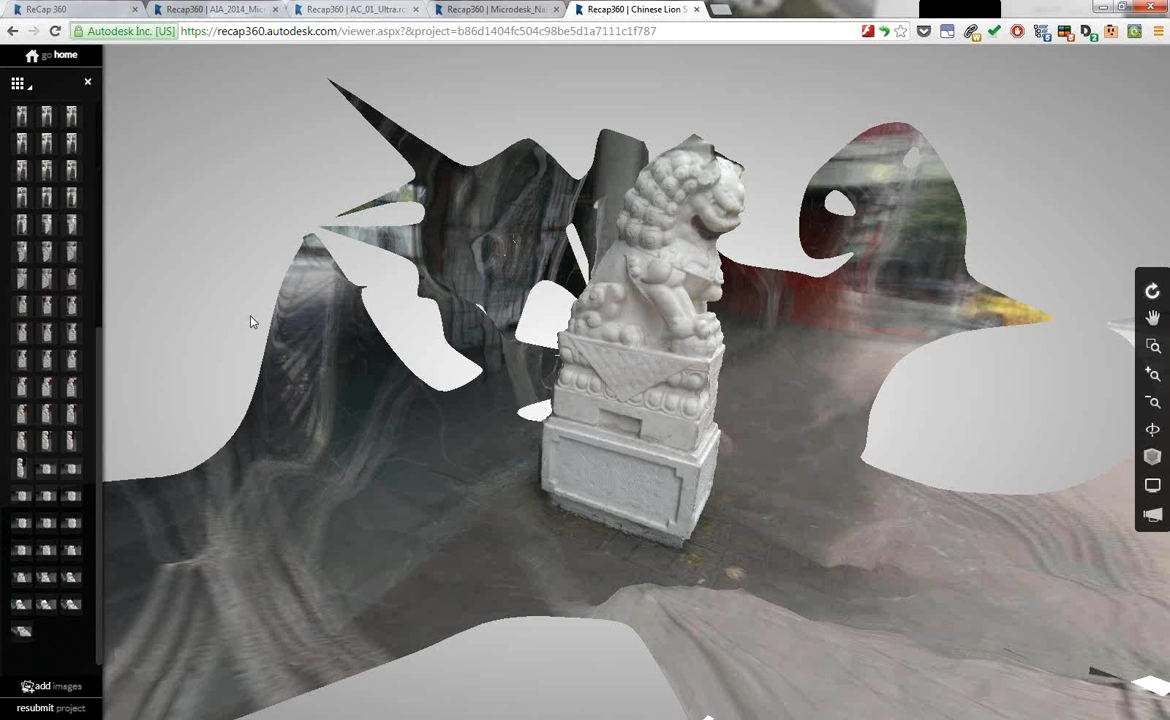 ReCap 360
Recap360 | AIA_2014_Micr
Recap360 | AC_01_Ultra.rc
Recap360 | Microdesk_Na
Recap360 | Chinese Lion S
Autodesk Inc. [US]
https://recap360.autodesk.com/viewer.aspx?&project=b86d1404fc504c98be5d1a7111c1f787
go home
add images
resubmit project